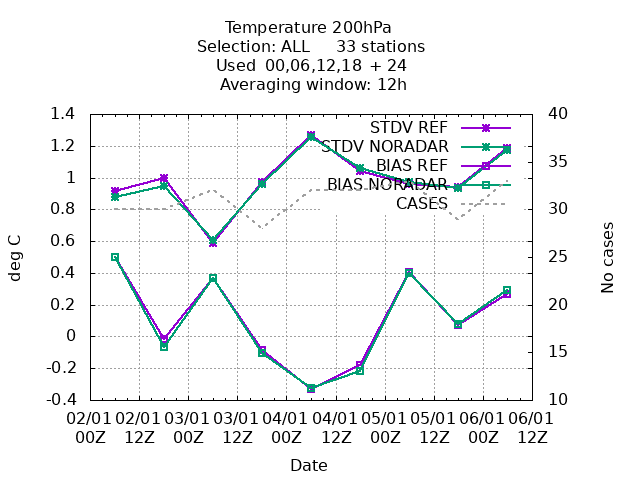 Temperature 200hPa
Selection: ALL 33 stations
Used 00,06,12,18 + 24
Averaging window: 12h
1.4
1.2
1
0.8
0.6
0.4
0.2
0
-0.2
-0.4
40
35
30
25
20
15
10
deg C
No cases
STDV REF
STDV NORADAR
BIAS REF
BIAS NORADAR
CASES
02/01 02/01 03/01 03/01 04/01 04/01 05/01 05/01 06/01 06/01
00Z 12Z 00Z 12Z 00Z 12Z 00Z 12Z 00Z 12Z
Date